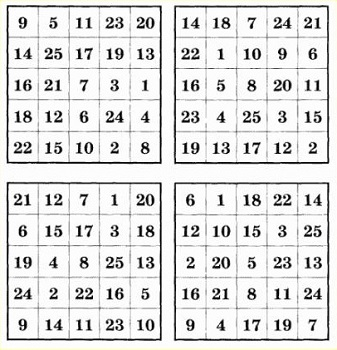 9 5 11 23 20
14 25 17 19 13
16 21 7 3 1
18 12 6 24 4
22 15 10 2 8
14 18 7 24 21
22 1 10 9 6
16 5 8 20 11
23 4 25 3 15
19 13 17 12 2
21 12 7 1 20
6 15 17 3 18
19 4 8 25 13
24 2 22 16 5
9 14 11 23 10
6 1 18 22 14
12 10 15 3 25
2 20 5 23 13
16 21 8 11 24
9 4 17 19 7